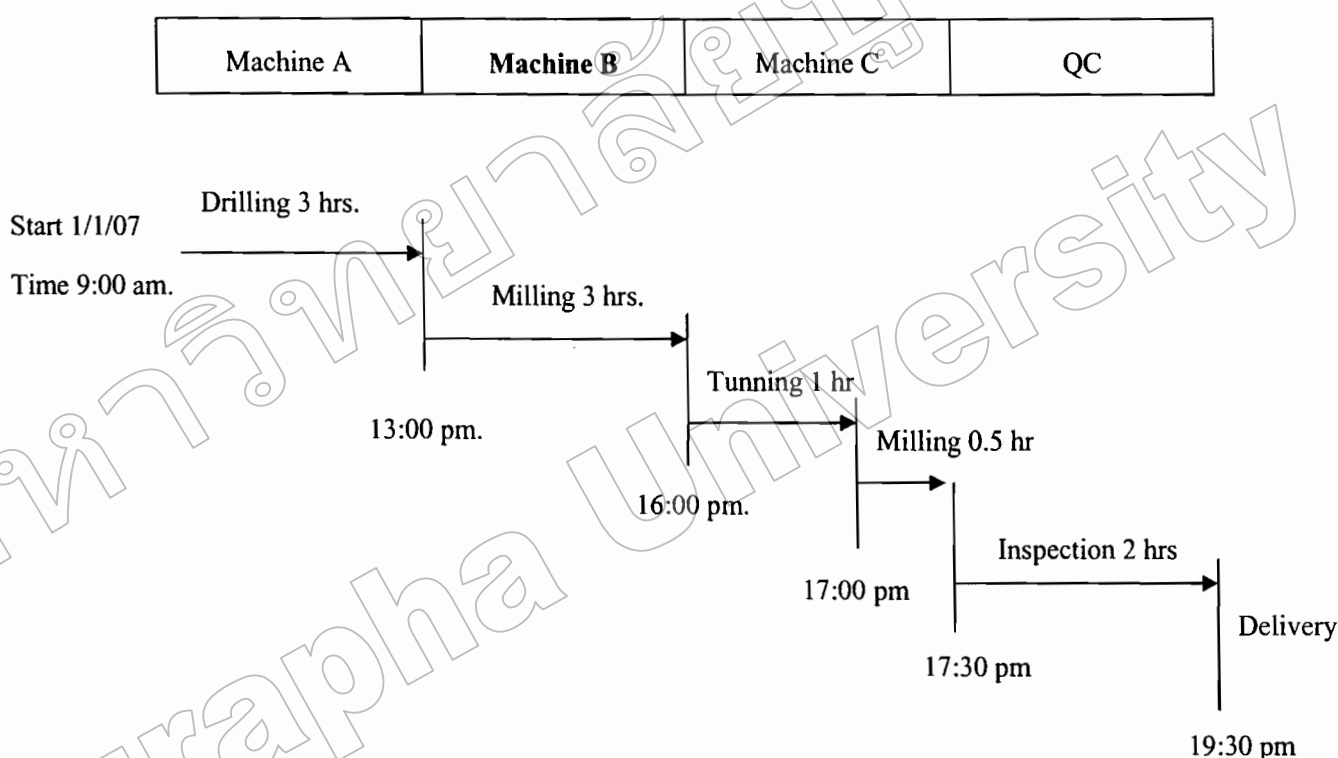 Machine A
Machine B
Machine C
QC
Start 1/1/07
Time 9:00 am.
Drilling 3 hrs.
Milling 3 hrs.
13:00 pm.
Tunning 1 hr
16:00 pm.
Milling 0.5 hr
17:00 pm
Inspection 2 hrs
17:30 pm
Delivery
19:30 pm
University